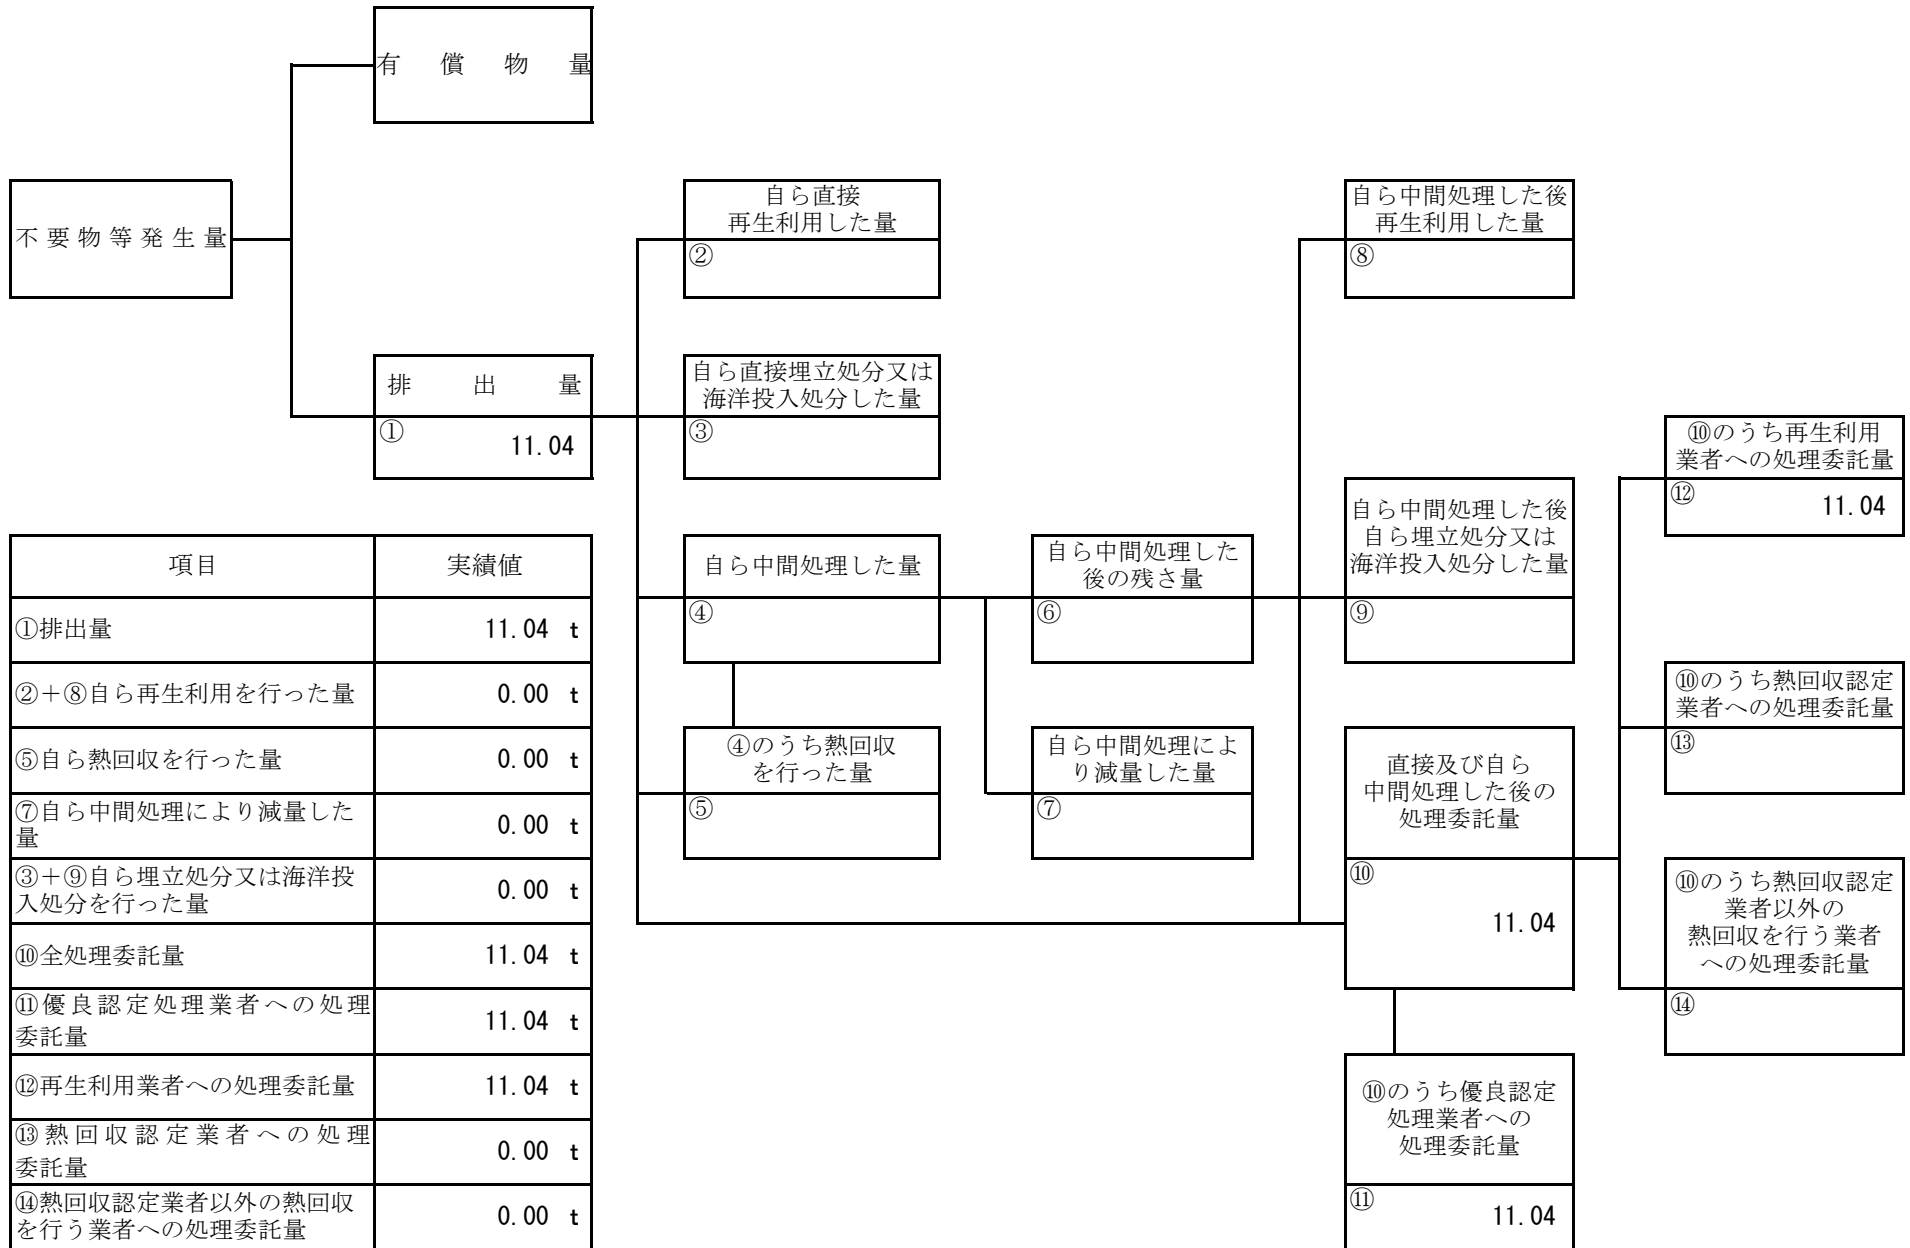 有償物量
不要物等発生量
排出量
①
11.04
自ら直接
再生利用した量
②
自ら直接埋立処分又は
海洋投入処分した量
③
自ら中間処理した量
④
④のうち熱回収
を行った量
⑤
自ら中間処理した
後の残さ量
⑥
自ら中間処理によ
り減量した量
⑦
自ら中間処理した後
再生利用した量
⑧
自ら中間処理した後
自ら埋立処分又は
海洋投入処分した量
⑨
直接及び自ら
中間処理した後の
処理委託量
⑩
11.04
⑩のうち優良認定
処理業者への
処理委託量
⑪
11.04
⑩のうち再生利用
業者への処理委託量
⑫
11.04
⑩のうち熱回収認定
業者への処理委託量
⑬
⑩のうち熱回収認定
業者以外の
熱回収を行う業者
への処理委託量
⑭
項目 実績値
①排出量 11.04 t
②＋⑧自ら再生利用を行った量 0.00 t
⑤自ら熱回収を行った量 0.00 t
⑦自ら中間処理により減量した
量 0.00 t
③＋⑨自ら埋立処分又は海洋投
入処分を行った量 0.00 t
⑩全処理委託量 11.04 t
⑪優良認定処理業者への処理
委託量 11.04 t
⑫再生利用業者への処理委託量 11.04 t
⑬熱回収認定業者への処理
委託量 0.00 t
⑭熱回収認定業者以外の熱回収
を行う業者への処理委託量 0.00 t